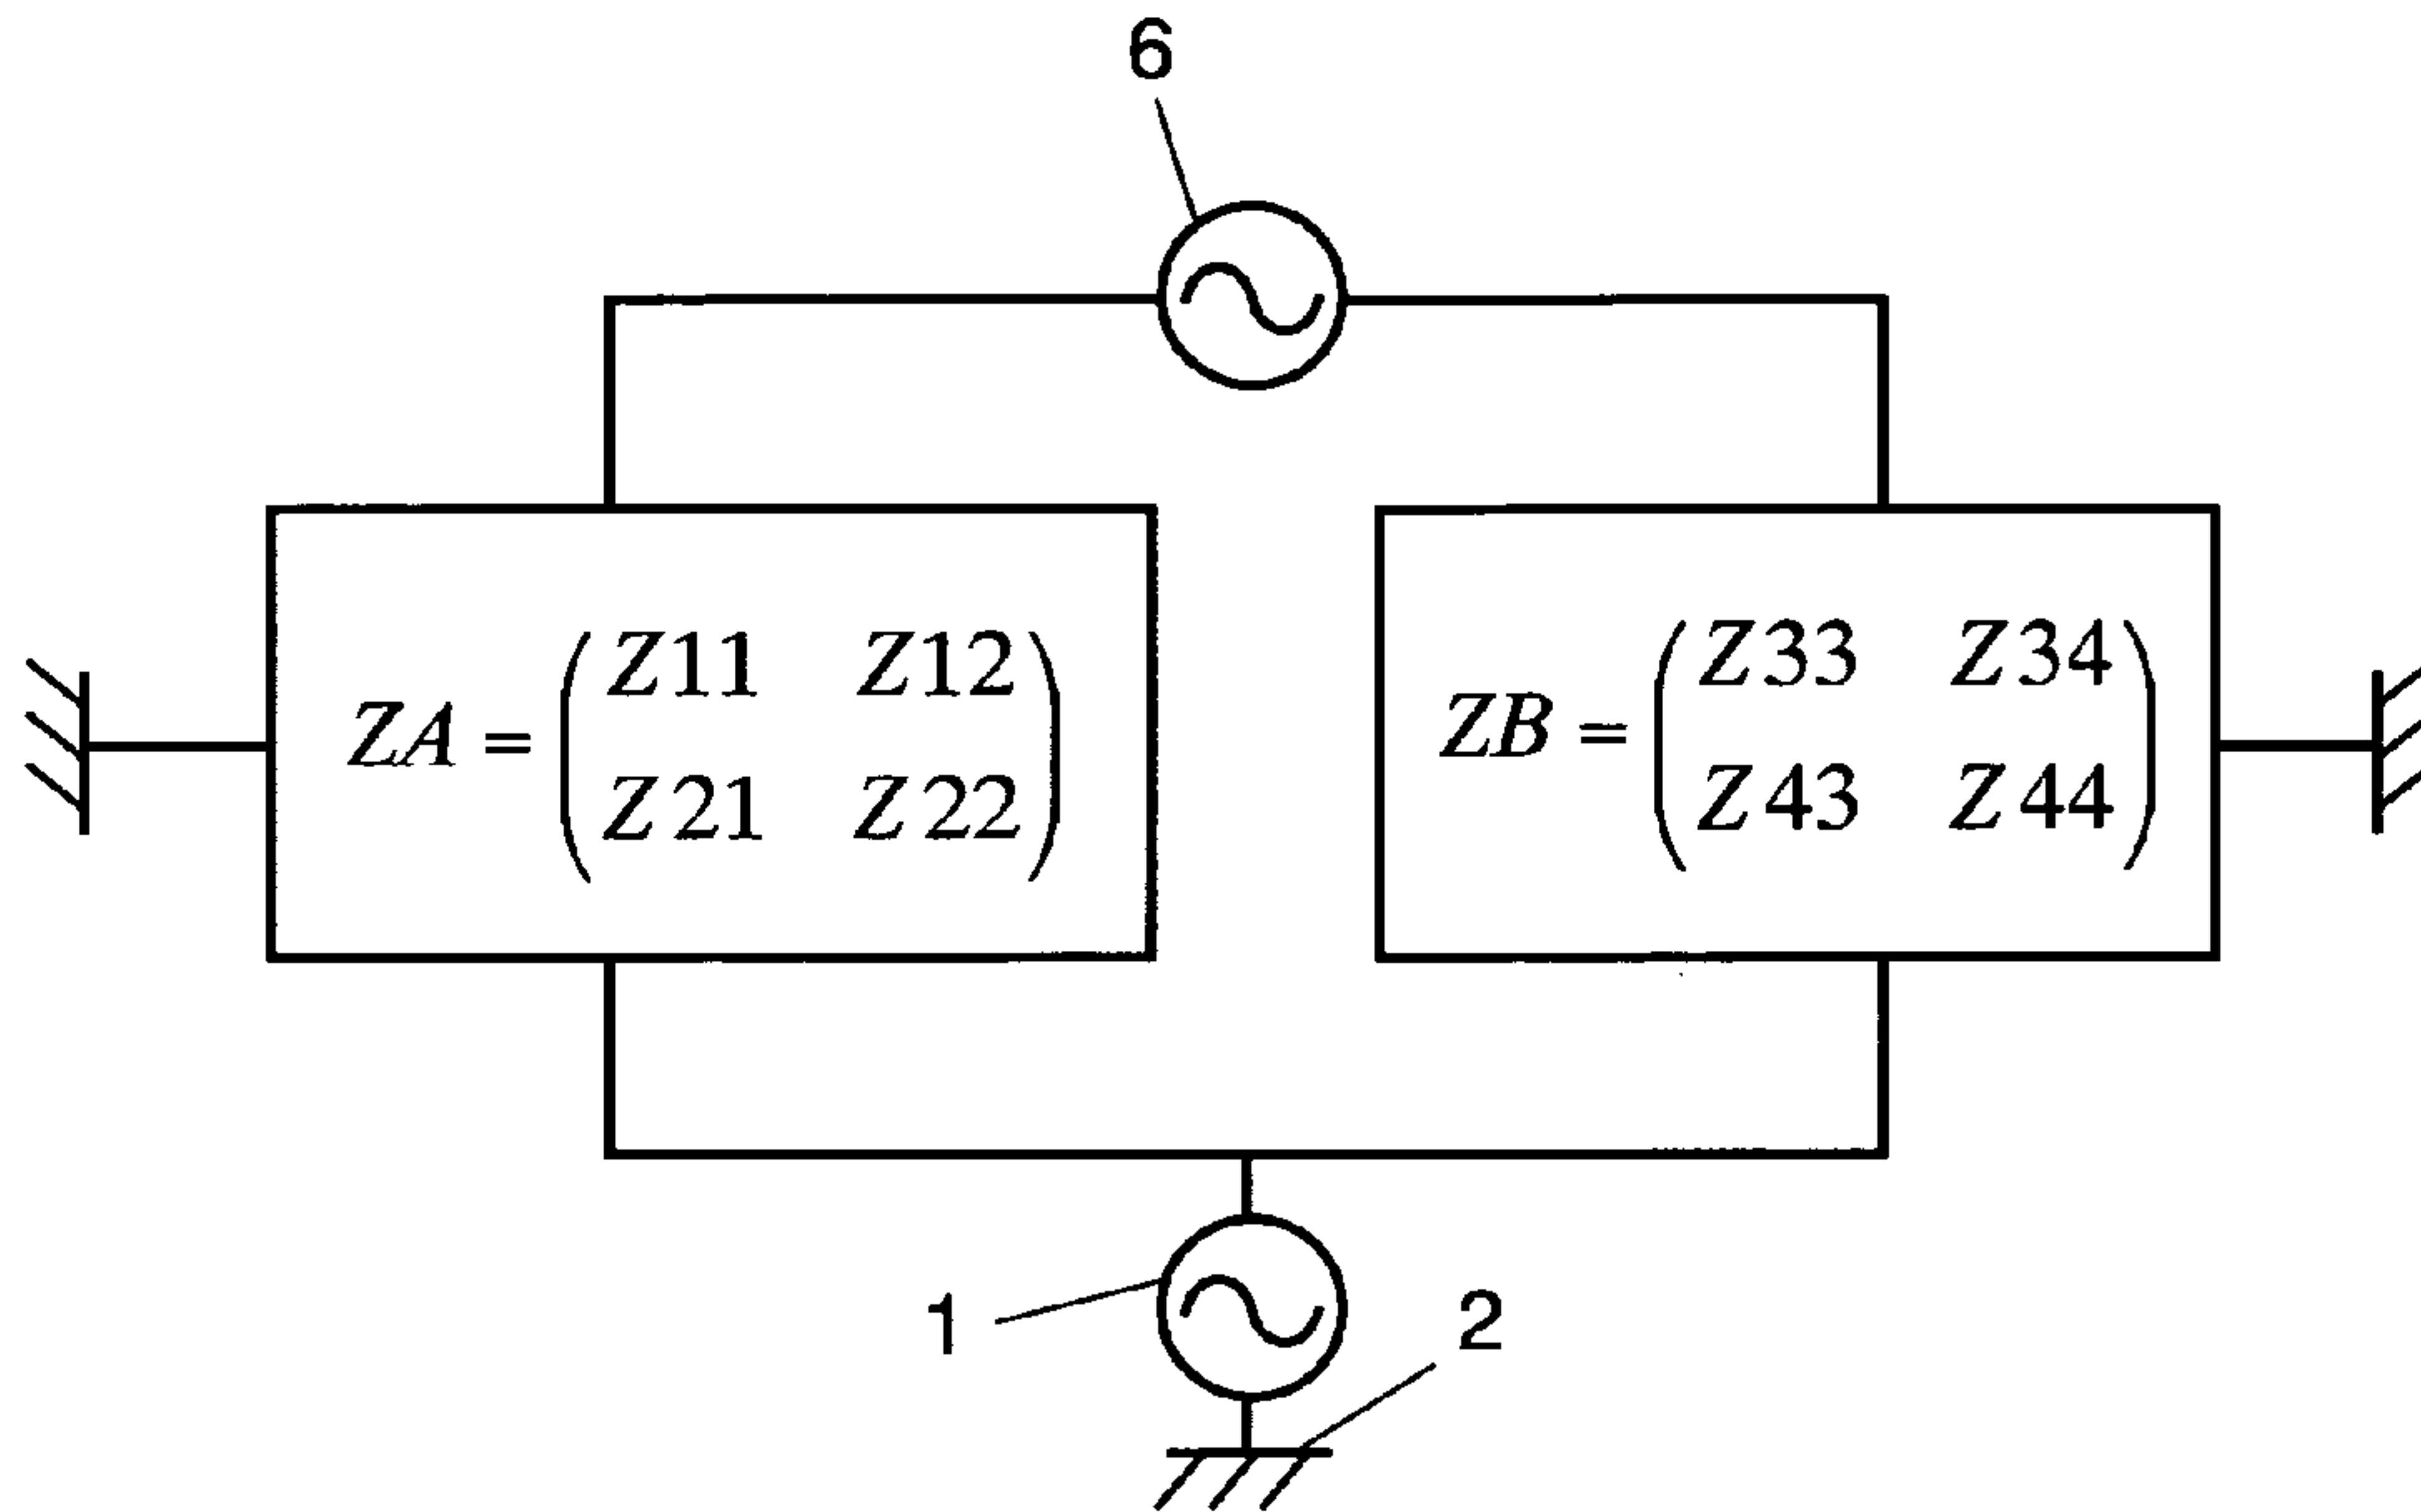 6
ZA = (Z11 Z12
Z21 Z22)
ZB = (Z33 Z34
Z43 Z44)
1
2